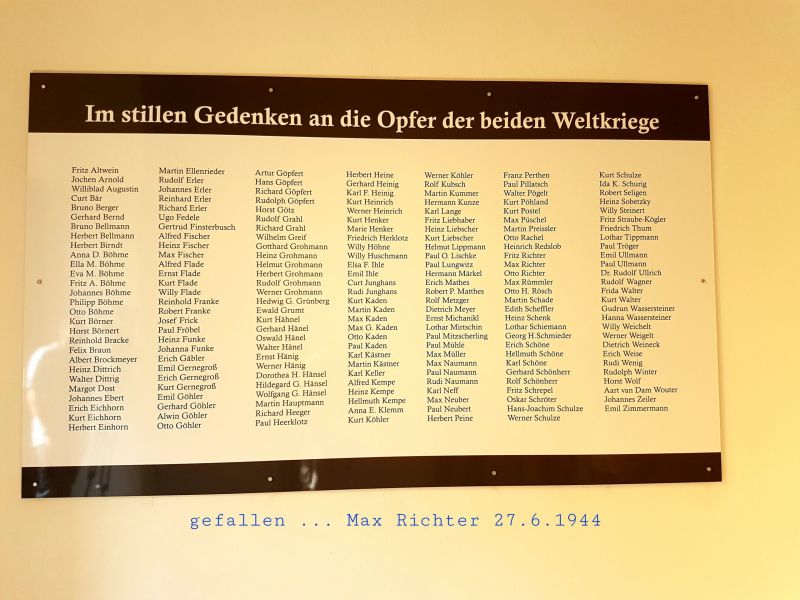 Im stillen Gedenken an die Opfer der beiden Weltkriege
Fritz Altwein
Jochen Arnold
Williblad Augustin
Curt Bär
Bruno Berger
Gerhard Bernd
Bruno Bellmann
Herbert Bellmann
Herbert Birndt
Anna D. Böhme
Ella M. Böhme
Eva M. Böhme
Fritz A. Böhme
Johannes Böhme
Philipp Böhme
Otto Böhme
Kurt Börner
Horst Börnert
Reinhold Bracke
Felix Braun
Albert Brockmeyer
Heinz Dittrich
Walter Dittrig
Margot Dost
Johannes Ebert
Erich Eichhorn
Kurt Eichhorn
Herbert Einhorn
Martin Ellenrieder
Rudolf Erler
Johannes Erler
Reinhard Erler
Richard Erler
Ugo Fedele
Gertrud Finsterbusch
Alfred Fischer
Heinz Fischer
Max Fischer
Alfred Flade
Ernst Flade
Kurt Flade
Willy Flade
Reinhold Franke
Robert Franke
Josef Frick
Paul Fröbel
Heinz Funke
Johanna Funke
Erich Gäbler
Emil Gernegroß
Erich Gernegroß
Kurt Gernegroß
Emil Göhler
Gerhard Göhler
Alwin Göhler
Otto Göhler
Artur Göpfert
Hans Göpfert
Richard Göpfert
Rudolph Göpfert
Horst Götz
Rudolf Grahl
Richard Grahl
Wilhelm Greif
Gotthard Grohmann
Heinz Grohmann
Helmut Grohmann
Herbert Grohmann
Rudolf Grohmann
Werner Grohmann
Hedwig G. Grünberg
Ewald Grumt
Kurt Hähnel
Gerhard Hänel
Oswald Hänel
Walter Hänel
Ernst Hänig
Werner Hänig
Dorothea H. Hänsel
Hildegard G. Hänsel
Wolfgang G. Hänsel
Martin Hauptmann
Richard Heeger
Paul Heerklotz
Herbert Heine
Gerhard Heinig
Karl F. Heinig
Kurt Heinrich
Werner Heinrich
Kurt Henker
Marie Henker
Friedrich Herklotz
Willy Höhne
Willy Huschmann
Elsa F. Ihle
Emil Ihle
Curt Junghans
Rudi Junghans
Kurt Kaden
Martin Kaden
Max Kaden
Max G. Kaden
Otto Kaden
Paul Kaden
Karl Kästner
Martin Kästner
Karl Keller
Alfred Kempe
Heinz Kempe
Hellmuth Kempe
Anna E. Klemm
Kurt Köhler
Werner Köhler
Rolf Kubsch
Martin Kummer
Hermann Kunze
Karl Lange
Fritz Liebhaber
Heinz Liebscher
Kurt Liebscher
Helmut Lippmann
Paul O. Lischke
Paul Lungwitz
Hermann Märkel
Erich Mathes
Robert P. Matthes
Rolf Metzger
Dietrich Meyer
Ernst Michanikl
Lothar Mirtschin
Paul Mitzscherling
Paul Mühle
Max Müller
Max Naumann
Paul Naumann
Rudi Naumann
Karl Neff
Max Neuber
Paul Neubert
Herbert Peine
Franz Perthen
Paul Pillatsch
Walter Pögelt
Kurt Pöhland
Kurt Postel
Max Püschel
Martin Preissler
Otto Rachel
Heinrich Redslob
Fritz Richter
Max Richter
Otto Richter
Max Rümmler
Otto H. Rösch
Martin Schade
Edith Scheffler
Heinz Schenk
Lothar Schiemann
Georg H.Schmieder
Erich Schöne
Hellmuth Schöne
Karl Schöne
Gerhard Schönherr
Rolf Schönherr
Fritz Schrepel
Oskar Schröter
Hans-Joachim Schulze
Werner Schulze
Kurt Schulze
Ida K. Schurig
Robert Seligen
Heinz Sobetzky
Willy Steinert
Fritz Straube-Kögler
Friedrich Thum
Lothar Tippmann
Paul Tröger
Emil Ullmann
Paul Ullmann
Dr. Rudolf Ullrich
Rudolf Wagner
Frida Walter
Kurt Walter
Gudrun Wassersteiner
Hanna Wassersteiner
Willy Weichelt
Werner Weigelt
Dietrich Weineck
Erich Weise
Rudi Wenig
Rudolph Winter
Horst Wolf
Aart van Dam Wouter
Johannes Zeiler
Emil Zimmermann
gefallen ... Max Richter 27.6.1944